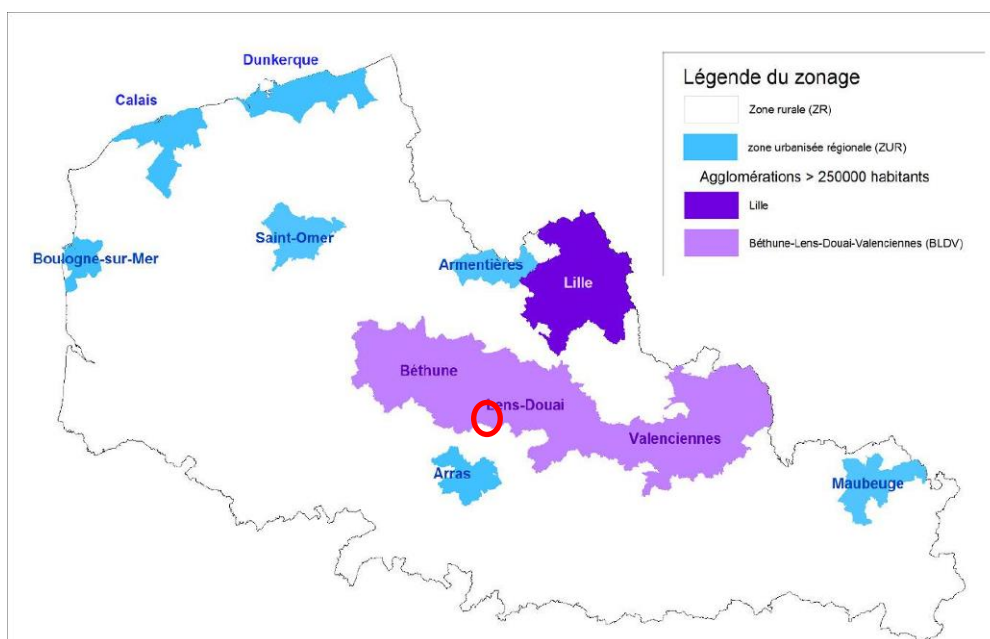 Dunkerque
Calais
Saint-Omer
Boulogne-sur-Mer
Armentières
Lille
Béthune
Lens-Douai
Valenciennes
Arras
Maubeuge
Légende du zonage
Zone rurale (ZR)
zone urbanisée régionale (ZUR)
Agglomérations > 250000 habitants
Lille
Béthune-Lens-Douai-Valenciennes (BLDV)